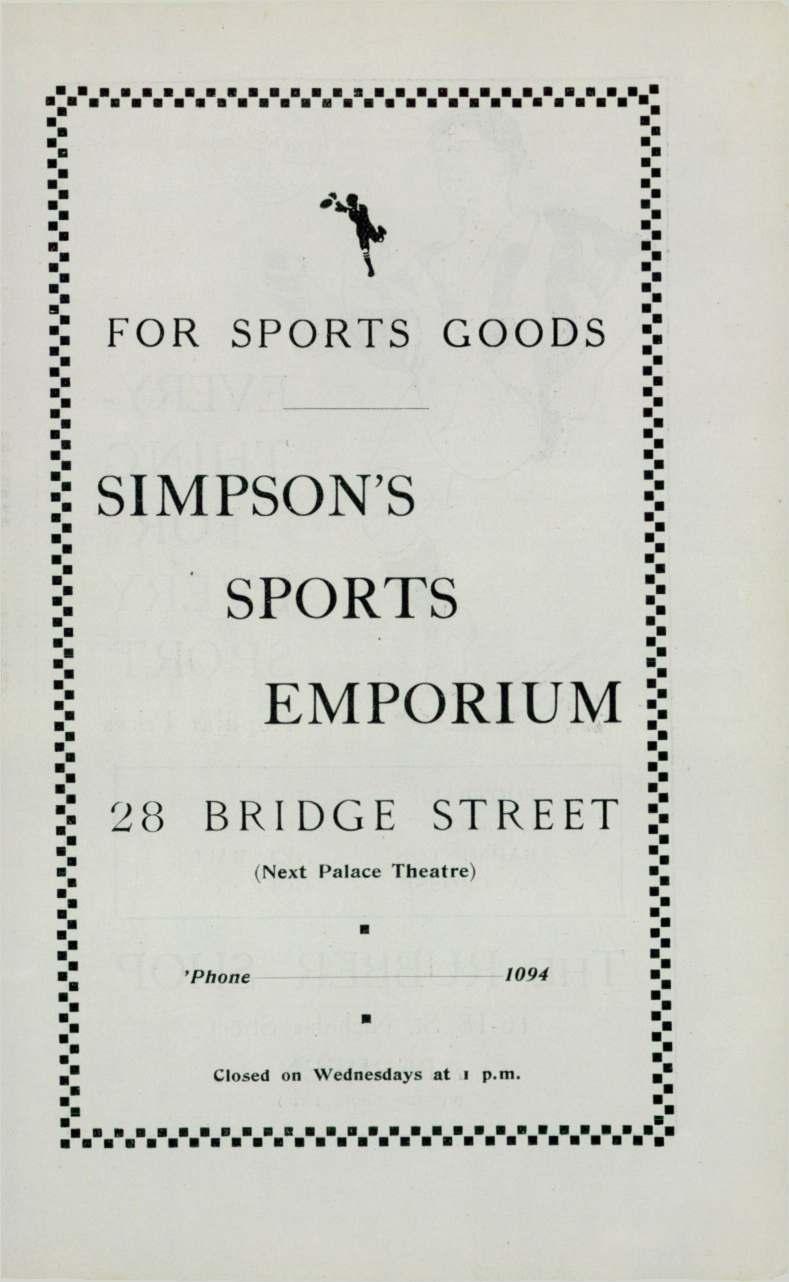 FOR SPORTS GOODS
SIMPSON'S
SPORTS
EMPORIUM
28 BRIDGE STREET
(Next Palace Theatre)
'Phone 1094
Closed on Wednesdays at 1 p.m.